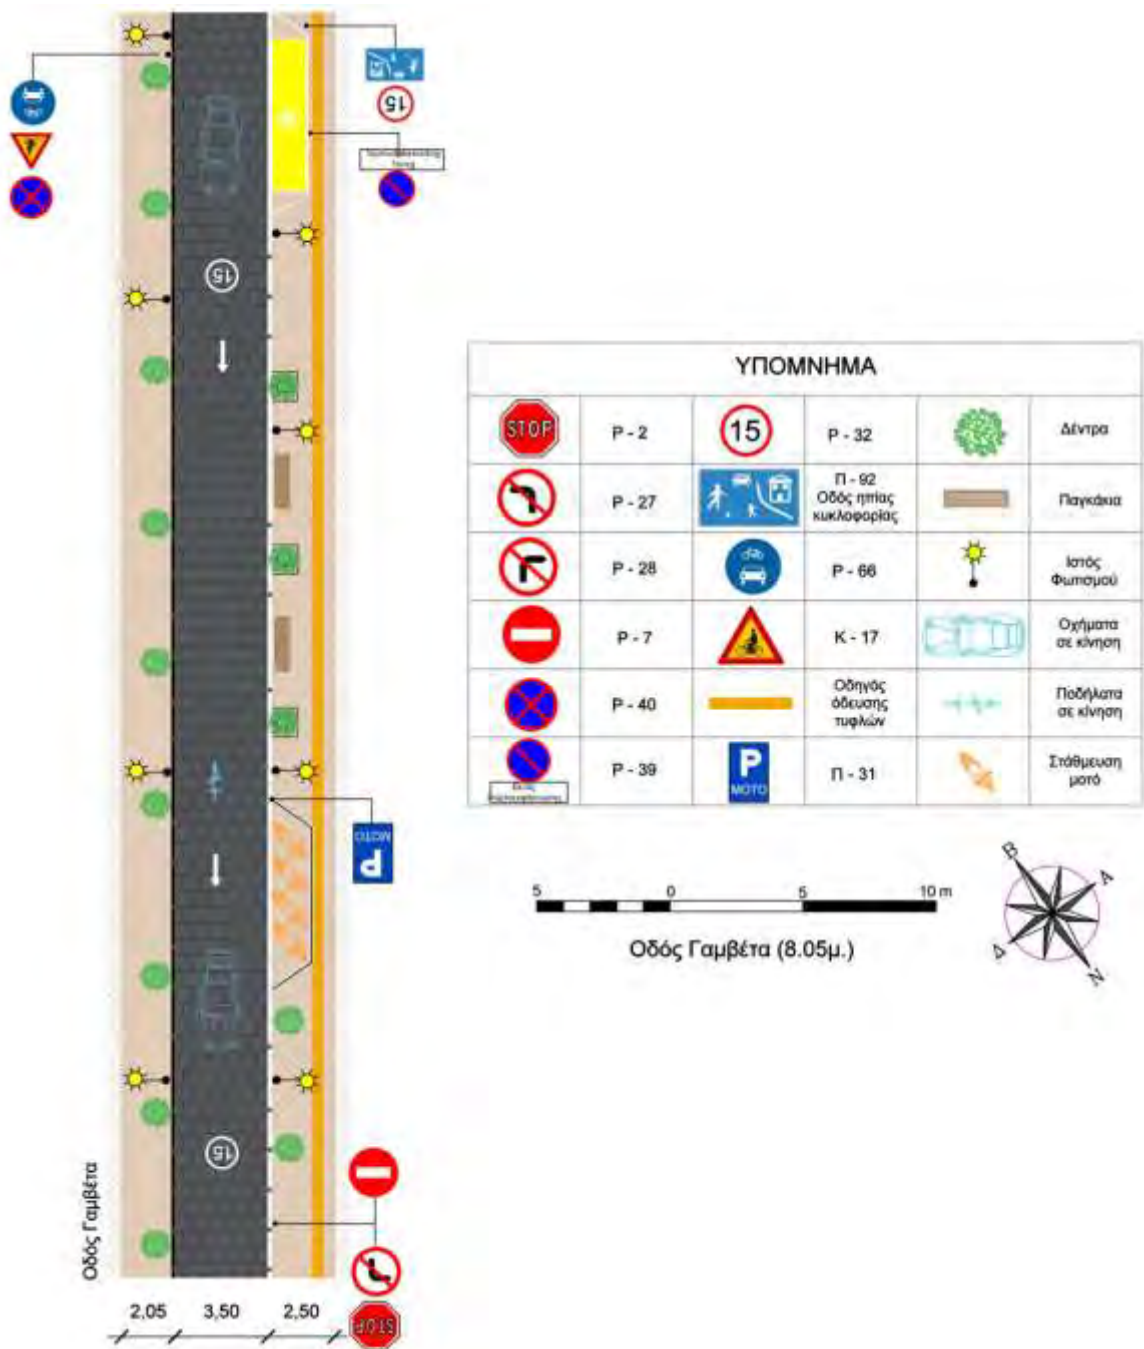 15
15
ΜΟΤΟ
P
15
Οδός Γαμβέτα
2,05
3,50
2,50
STOP
ΥΠΟΜΝΗΜΑ
STOP
Ρ - 2
15
Ρ - 32
Δέντρα
Ρ - 27
Π - 92
Οδός ηπίας
κυκλοφορίας
Παγκάκια
Ρ - 28
Ρ - 66
Ιστός
Φωτισμού
Ρ - 7
Κ - 17
Οχήματα
σε κίνηση
Ρ - 40
Οδηγός
όδευσης
τυφλών
Ποδήλατα
σε κίνηση
Ρ - 39
P
ΜΟΤΟ
Π - 31
Στάθμευση
μοτό
5
0
5
10 m
Οδός Γαμβέτα (8.05μ.)
Β
Α
Δ
Ν